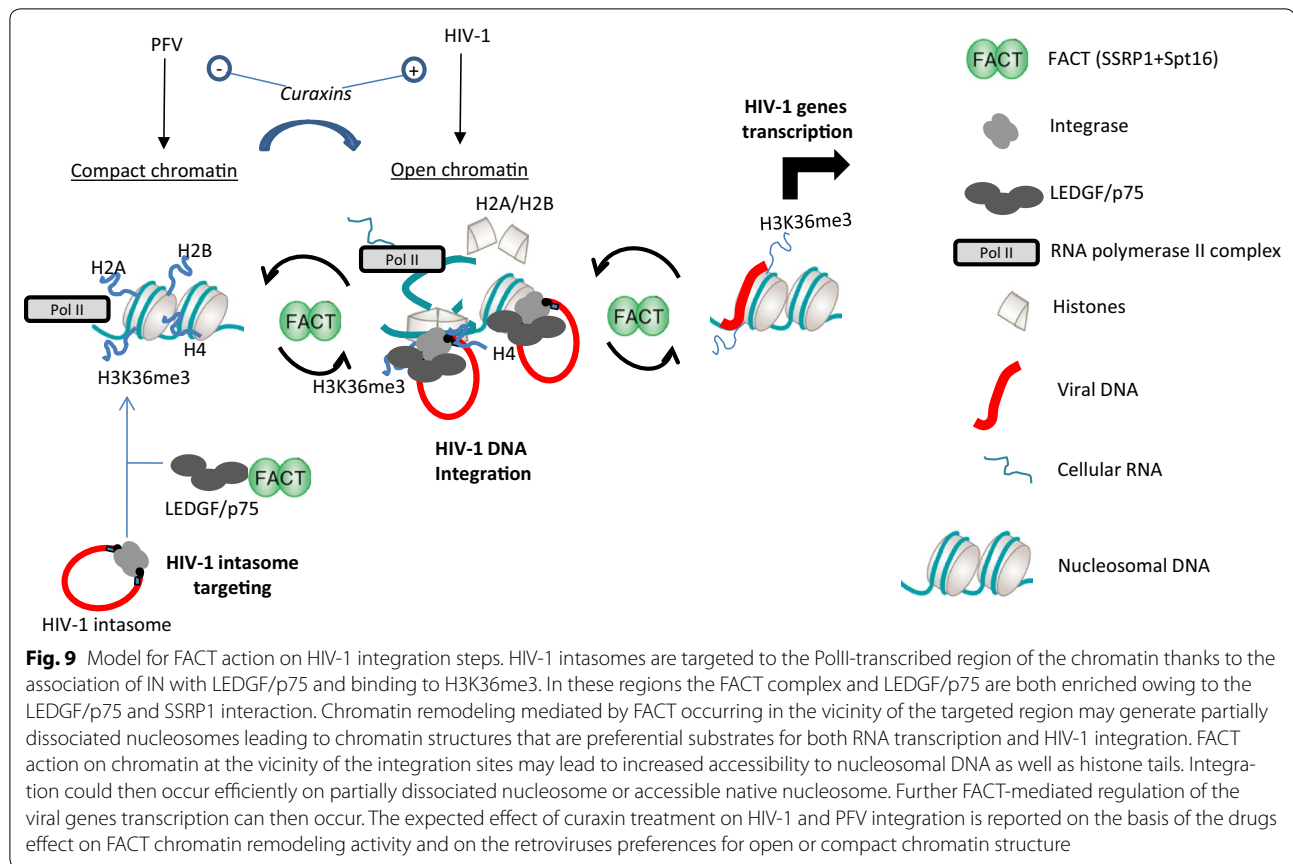 PFV
HIV-1
-
+
Curaxins
Compact chromatin
Open chromatin
HIV-1 genes
transcription
H2A/H2B
H3K36me3
Pol II
H2A
H2B
Pol II
FACT
FACT
H4
H3K36me3
H4
H3K36me3
HIV-1 DNA
Integration
FACT
LEDGF/p75
HIV-1 intasome
targeting
HIV-1 intasome
FACT
FACT (SSRP1+Spt16)
Integrase
LEDGF/p75
Pol II
RNA polymerase II complex
Histones
Viral DNA
Cellular RNA
Nucleosomal DNA
Fig. 9 Model for FACT action on HIV-1 integration steps. HIV-1 intasomes are targeted to the PolII-transcribed region of the chromatin thanks to the
association of IN with LEDGF/p75 and binding to H3K36me3. In these regions the FACT complex and LEDGF/p75 are both enriched owing to the
LEDGF/p75 and SSRP1 interaction. Chromatin remodeling mediated by FACT occurring in the vicinity of the targeted region may generate partially
dissociated nucleosomes leading to chromatin structures that are preferential substrates for both RNA transcription and HIV-1 integration. FACT
action on chromatin at the vicinity of the integration sites may lead to increased accessibility to nucleosomal DNA as well as histone tails. Integra-
tion could then occur efficiently on partially dissociated nucleosome or accessible native nucleosome. Further FACT-mediated regulation of the
viral genes transcription can then occur. The expected effect of curaxin treatment on HIV-1 and PFV integration is reported on the basis of the drugs
effect on FACT chromatin remodeling activity and on the retroviruses preferences for open or compact chromatin structure